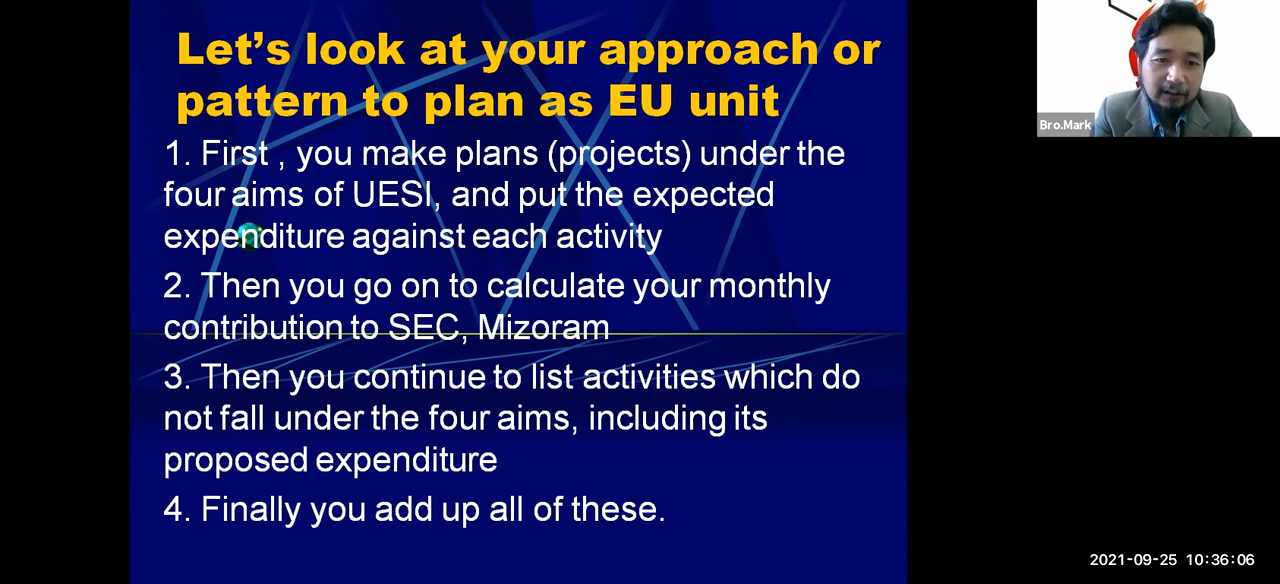 Let's look at your approach or
pattern to plan as EU unit
1. First , you make plans (projects) under the
four aims of UESI, and put the expected
expenditure against each activity
2. Then you go on to calculate your monthly
contribution to SEC, Mizoram
3. Then you continue to list activities which do
not fall under the four aims, including its
proposed expenditure
4. Finally you add up all of these.
Bro.Mark
2021-09-25 10:36:06